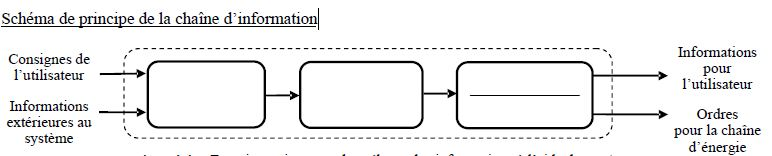 Schéma de principe de la chaîne d’information
Consignes de
l’utilisateur
Informations
extérieures au
système
Informations
pour
l’utilisateur
Ordres
pour la chaîne
d’énergie